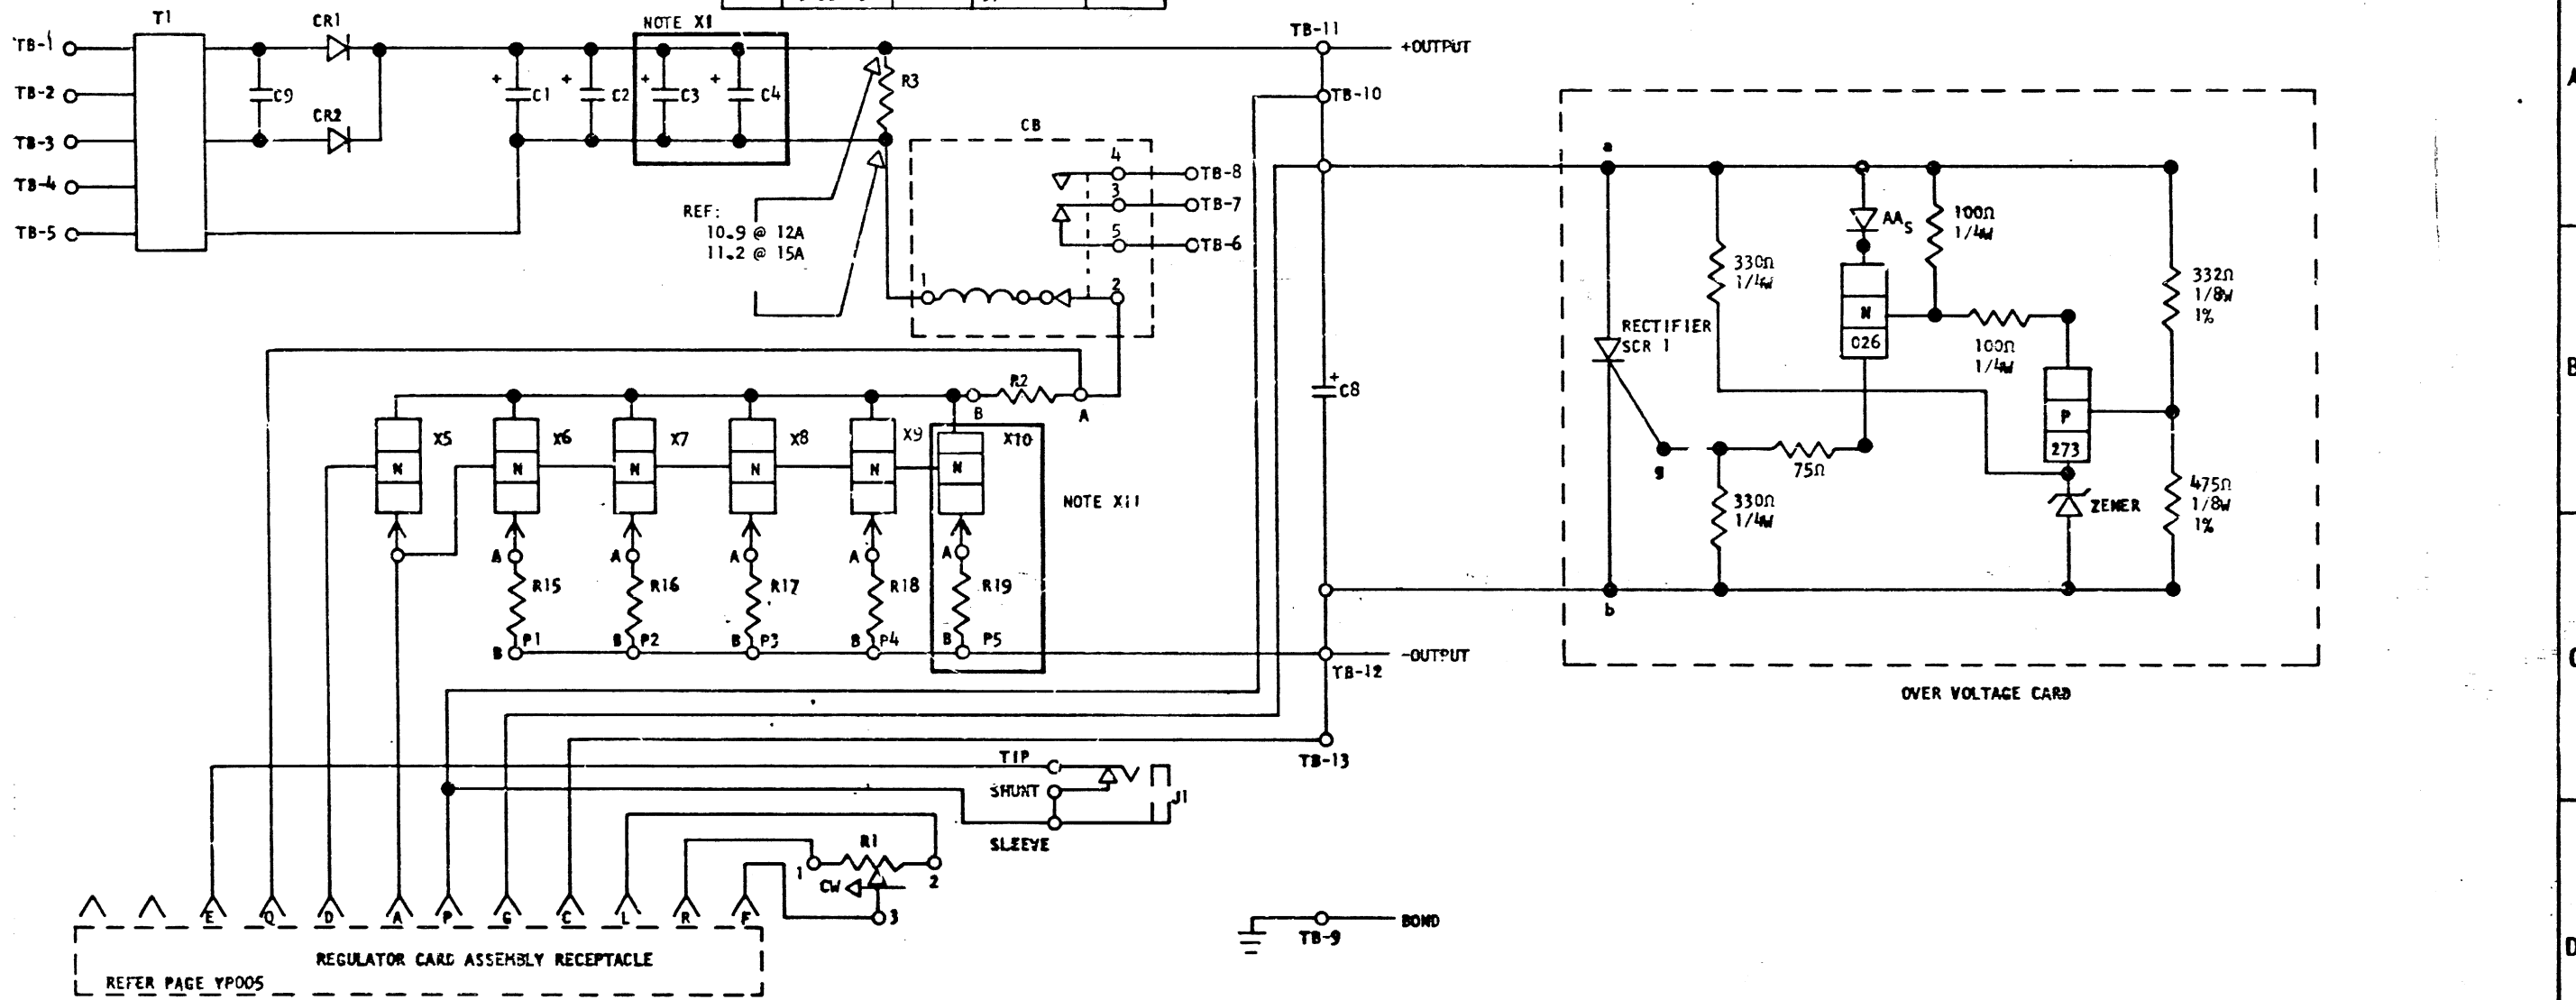 T1
CR1
NOTE X1
TB-1
TB-2
TB-3
TB-4
TB-5
C9
CR2
+
C1
+
C2
+
C3
+
C4
R3
TB-11
+OUTPUT
TB-10
A
CB
4
TB-8
3
TB-7
5
TB-6
REF:
10.9 @ 12A
11.2 @ 15A
1
2
a
AAS
100Ω
1/4W
330Ω
1/4W
332Ω
1/8W
1%
N
026
RECTIFIER
SCR 1
100Ω
1/4W
B
P
273
R2
B
A
+
C8
X5
X6
X7
X8
X9
X10
N
N
N
N
N
N
NOTE X11
g
75Ω
330Ω
1/4W
ZENER
475Ω
1/8W
1%
A
A
A
A
A
R15
R16
R17
R18
R19
B
P1
B
P2
B
P3
B
P4
B
P5
b
-OUTPUT
TB-12
C
OVER VOLTAGE CARD
TB-13
TIP
SHUNT
J1
SLEEVE
R1
1
2
CW
3
E
Q
D
A
P
G
C
L
R
F
BOND
TB-9
D
REGULATOR CARD ASSEMBLY RECEPTACLE
REFER PAGE YP005